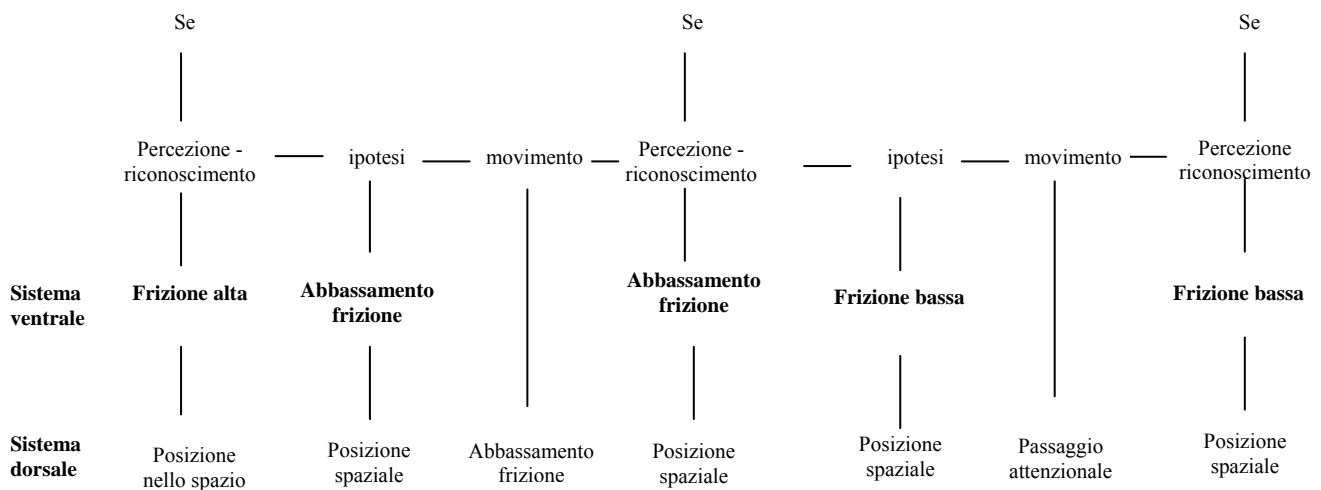 Se Se Se
Percezione - Percezione - Percezione
riconoscimento ipotesi movimento riconoscimento ipotesi movimento riconoscimento
Sistema Frizione alta Abbassamento Abbassamento Frizione bassa Frizione bassa
ventrale frizione frizione
Sistema Posizione Posizione Abbassamento Posizione Posizione Passaggio Posizione
dorsale nello spazio spaziale frizione spaziale spaziale attenzionale spaziale